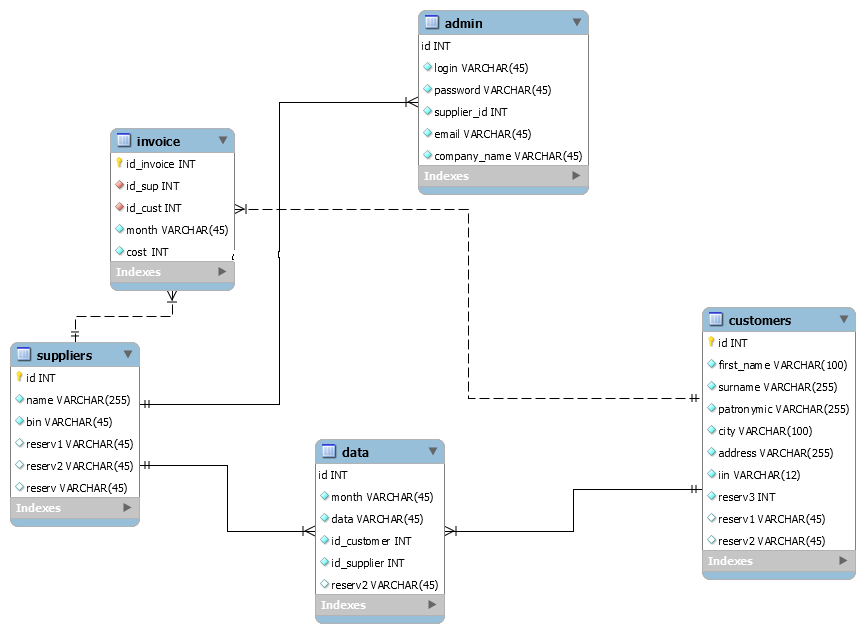 admin
id INT
login VARCHAR(45)
password VARCHAR(45)
supplier_id INT
email VARCHAR(45)
company_name VARCHAR(45)
Indexes
invoice
id_invoice INT
id_sup INT
id_cust INT
month VARCHAR(45)
cost INT
Indexes
suppliers
id INT
name VARCHAR(255)
bin VARCHAR(45)
reserv1 VARCHAR(45)
reserv2 VARCHAR(45)
reserv VARCHAR(45)
Indexes
data
id INT
month VARCHAR(45)
data VARCHAR(45)
id_customer INT
id_supplier INT
reserv2 VARCHAR(45)
Indexes
customers
id INT
first_name VARCHAR(100)
surname VARCHAR(255)
patronymic VARCHAR(255)
city VARCHAR(100)
address VARCHAR(255)
iin VARCHAR(12)
reserv3 INT
reserv1 VARCHAR(45)
reserv2 VARCHAR(45)
Indexes